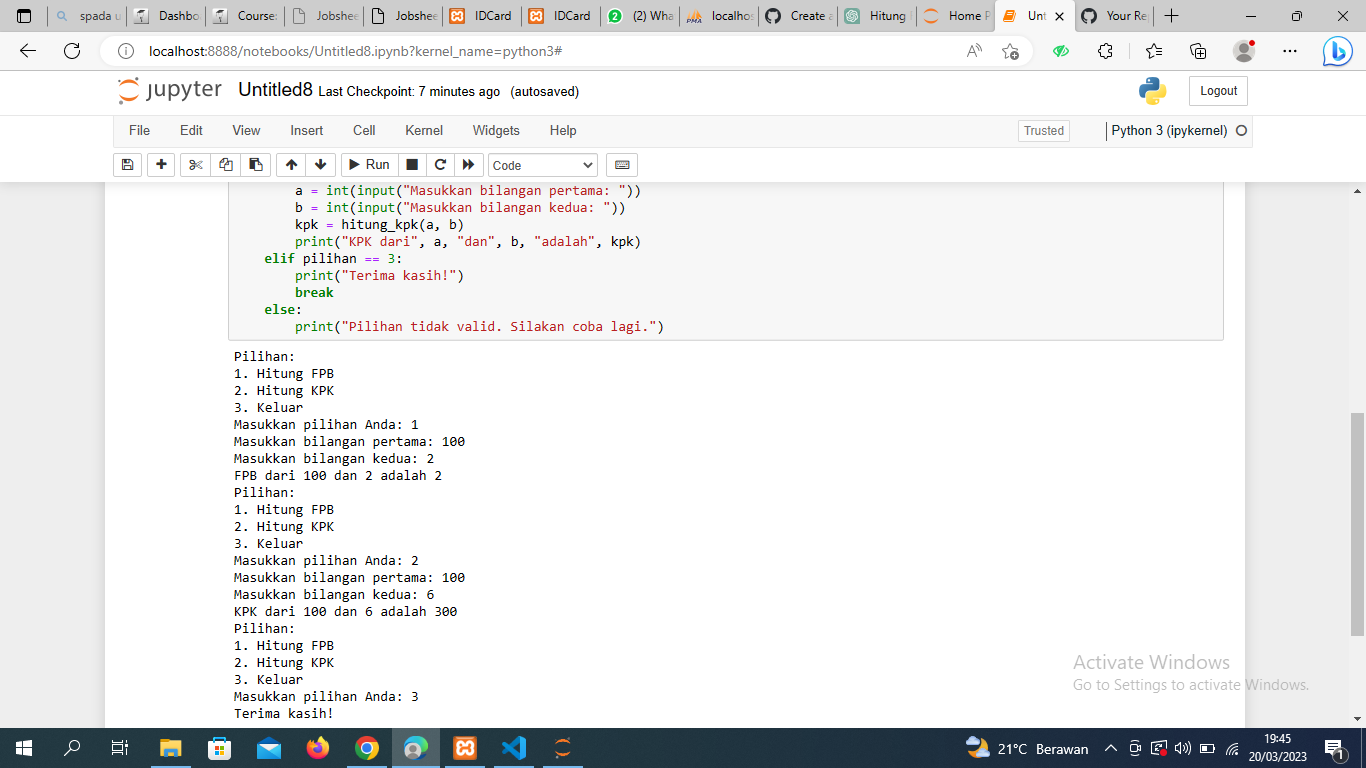 spada u
Dashbo
Course:
Jobshee
Jobshee
IDCard
IDCard
(2) Wha
localhos
Create a
Hitung
Home P
Unt
Your Re
localhost:8888/notebooks/Untitled8.ipynb?kernel_name=python3#
jupyter Untitled8 Last Checkpoint: 7 minutes ago (autosaved)
Logout
File Edit View Insert Cell Kernel Widgets Help
Trusted
Python 3 (ipykernel)
Run
Code
a = int(input("Masukkan bilangan pertama: "))
b = int(input("Masukkan bilangan kedua: "))
kpk = hitung_kpk(a, b)
print("KPK dari", a, "dan", b, "adalah", kpk)
elif pilihan == 3:
print("Terima kasih!")
break
else:
print("Pilihan tidak valid. Silakan coba lagi.")
Pilihan:
1. Hitung FPB
2. Hitung KPK
3. Keluar
Masukkan pilihan Anda: 1
Masukkan bilangan pertama: 100
Masukkan bilangan kedua: 2
FPB dari 100 dan 2 adalah 2
Pilihan:
1. Hitung FPB
2. Hitung KPK
3. Keluar
Masukkan pilihan Anda: 2
Masukkan bilangan pertama: 100
Masukkan bilangan kedua: 6
KPK dari 100 dan 6 adalah 300
Pilihan:
1. Hitung FPB
2. Hitung KPK
3. Keluar
Masukkan pilihan Anda: 3
Terima kasih!
Activate Windows
Go to Settings to activate Windows.
21°C Berawan
19:45
20/03/2023
1